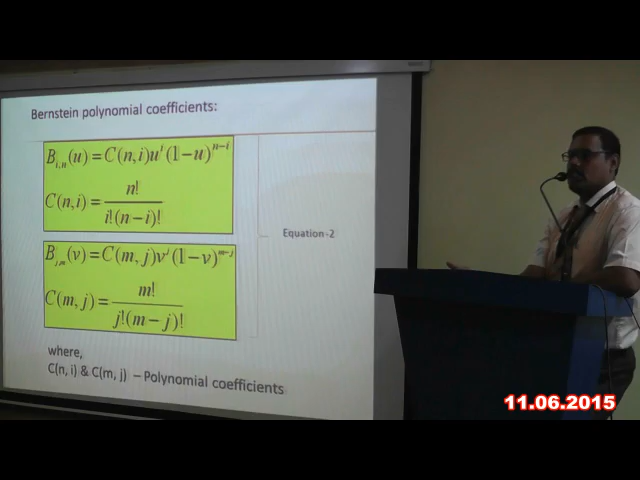 Bernstein polynomial coefficients:
B_{i,n}(u) = C(n,i)u^i(1−u)^{n−i}
C(n,i) = n! / i!(n−i)!
Equation-2
B_{j,m}(v) = C(m,j)v^j(1−v)^{m−j}
C(m,j) = m! / j!(m−j)!
where,
C(n, i) & C(m, j) – Polynomial coefficients
11.06.2015